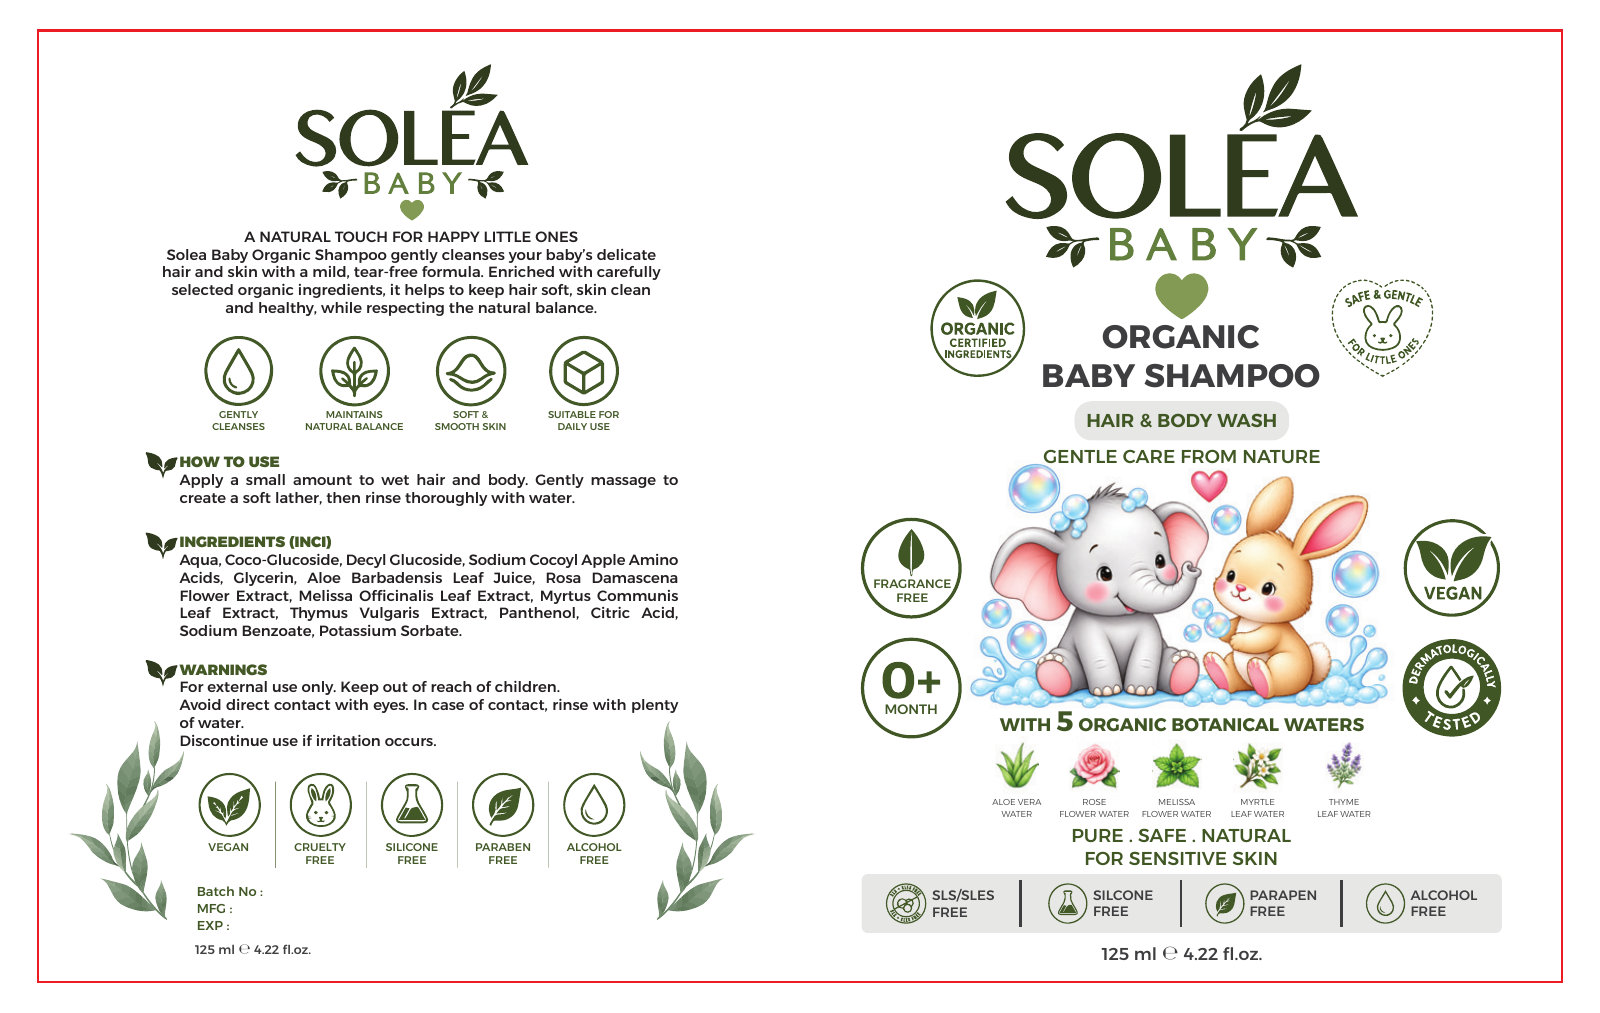 SOLÉA
BABY
A NATURAL TOUCH FOR HAPPY LITTLE ONES
Solea Baby Organic Shampoo gently cleanses your baby's delicate
hair and skin with a mild, tear-free formula. Enriched with carefully
selected organic ingredients, it helps to keep hair soft, skin clean
and healthy, while respecting the natural balance.
GENTLY
CLEANSES
MAINTAINS
NATURAL BALANCE
SOFT &
SMOOTH SKIN
SUITABLE FOR
DAILY USE
HOW TO USE
Apply a small amount to wet hair and body. Gently massage to
create a soft lather, then rinse thoroughly with water.
INGREDIENTS (INCI)
Aqua, Coco-Glucoside, Decyl Glucoside, Sodium Cocoyl Apple Amino
Acids, Glycerin, Aloe Barbadensis Leaf Juice, Rosa Damascena
Flower Extract, Melissa Officinalis Leaf Extract, Myrtus Communis
Leaf Extract, Thymus Vulgaris Extract, Panthenol, Citric Acid,
Sodium Benzoate, Potassium Sorbate.
WARNINGS
For external use only. Keep out of reach of children.
Avoid direct contact with eyes. In case of contact, rinse with plenty
of water.
Discontinue use if irritation occurs.
VEGAN
CRUELTY
FREE
SILICONE
FREE
PARABEN
FREE
ALCOHOL
FREE
Batch No :
MFG :
EXP :
125 ml ℮ 4.22 fl.oz.
SOLÉA
BABY
ORGANIC
CERTIFIED
INGREDIENTS
SAFE & GENTLE
FOR LITTLE ONES
ORGANIC
BABY SHAMPOO
HAIR & BODY WASH
GENTLE CARE FROM NATURE
FRAGRANCE
FREE
VEGAN
0+
MONTH
DERMATOLOGICALLY
TESTED
WITH 5 ORGANIC BOTANICAL WATERS
ALOE VERA
WATER
ROSE
FLOWER WATER
MELISSA
FLOWER WATER
MYRTLE
LEAF WATER
THYME
LEAF WATER
PURE . SAFE . NATURAL
FOR SENSITIVE SKIN
SLS/SLES
FREE
SILCONE
FREE
PARAPEN
FREE
ALCOHOL
FREE
125 ml ℮ 4.22 fl.oz.